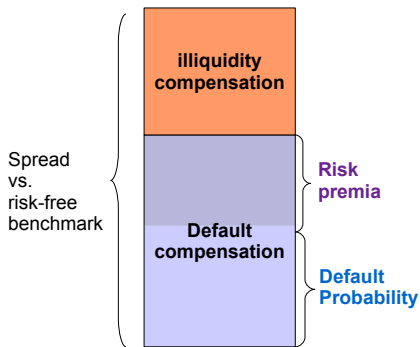 illiquidity
compensation
Spread
vs.
risk-free
benchmark
Risk
premia
Default
compensation
Default
Probability